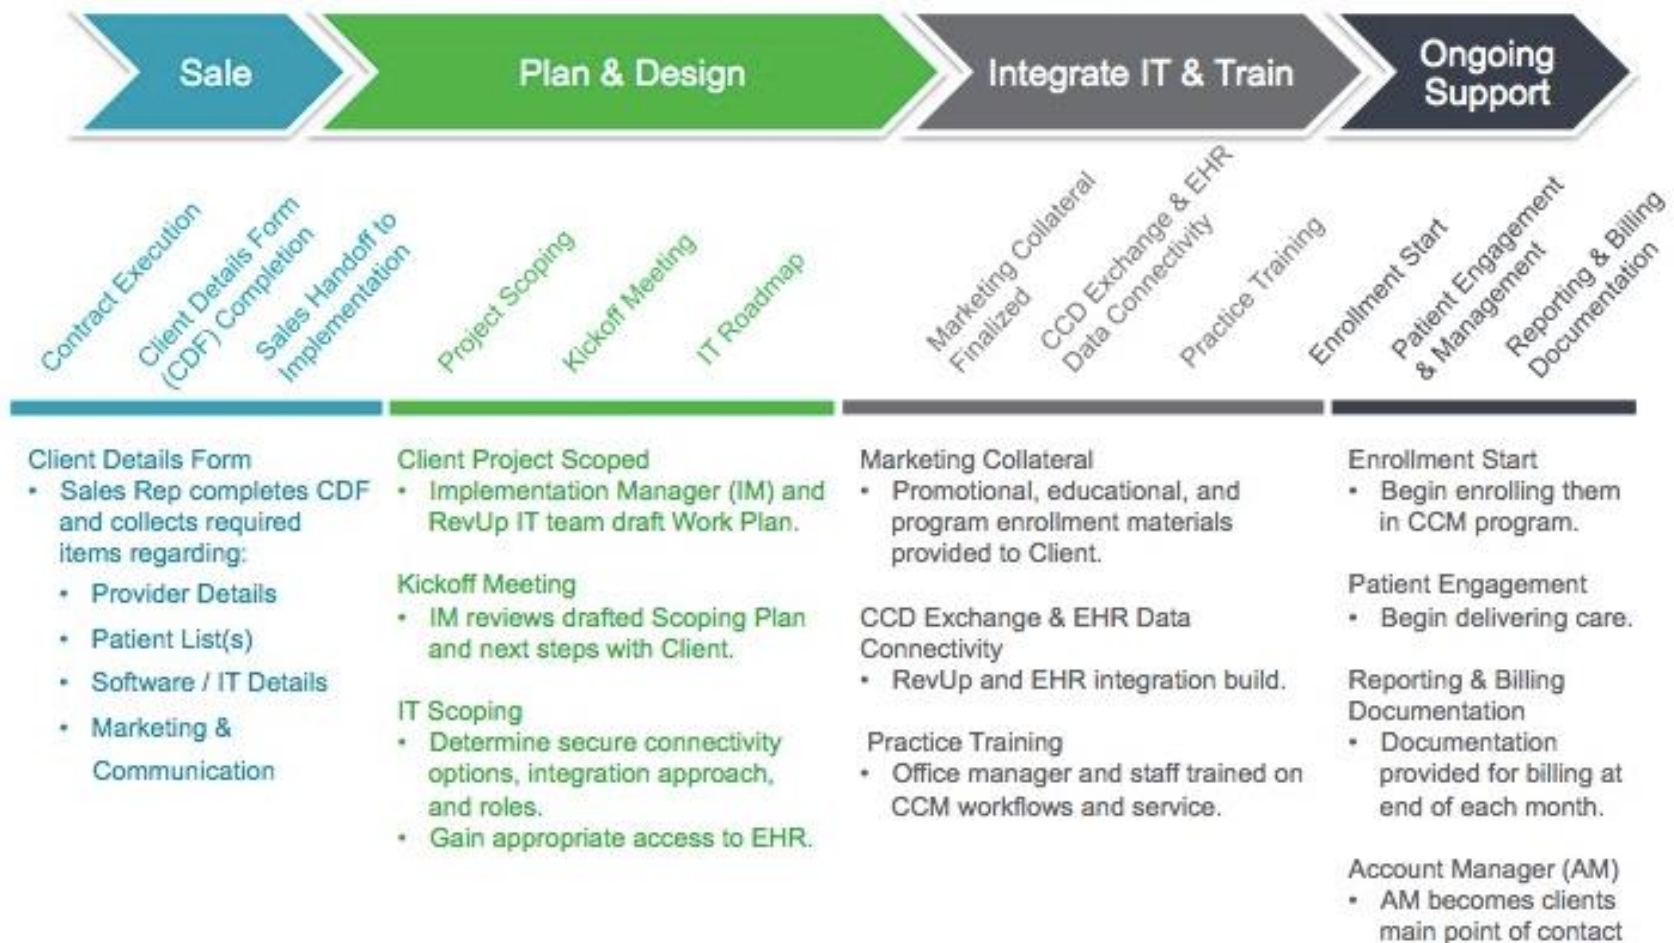 Sale
Plan & Design
Integrate IT & Train
Ongoing
Support
Contract Execution
Client Details Form
(CDF) Completion
Sales Handoff to
Implementation
Project Scoping
Kickoff Meeting
IT Roadmap
Marketing Collateral
Finalized
CCD Exchange & EHR
Data Connectivity
Practice Training
Enrollment Start
Patient Engagement
& Management
Reporting & Billing
Documentation
Client Details Form
• Sales Rep completes CDF
and collects required
items regarding:
• Provider Details
• Patient List(s)
• Software / IT Details
• Marketing &
Communication
Client Project Scoped
• Implementation Manager (IM) and
RevUp IT team draft Work Plan.
Kickoff Meeting
• IM reviews drafted Scoping Plan
and next steps with Client.
IT Scoping
• Determine secure connectivity
options, integration approach,
and roles.
• Gain appropriate access to EHR.
Marketing Collateral
• Promotional, educational, and
program enrollment materials
provided to Client.
CCD Exchange & EHR Data
Connectivity
• RevUp and EHR integration build.
Practice Training
• Office manager and staff trained on
CCM workflows and service.
Enrollment Start
• Begin enrolling them
in CCM program.
Patient Engagement
• Begin delivering care.
Reporting & Billing
Documentation
• Documentation
provided for billing at
end of each month.
Account Manager (AM)
• AM becomes clients
main point of contact